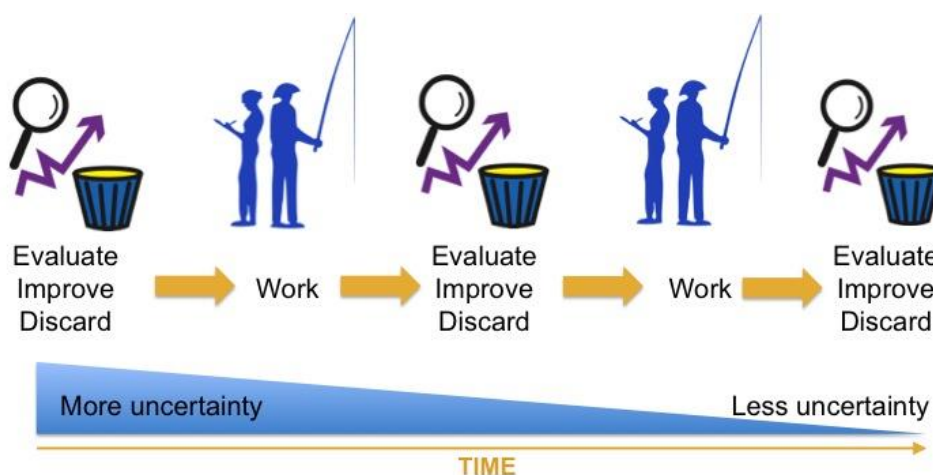 Evaluate
Improve
Discard
Work
Evaluate
Improve
Discard
Work
Evaluate
Improve
Discard
More uncertainty
Less uncertainty
TIME